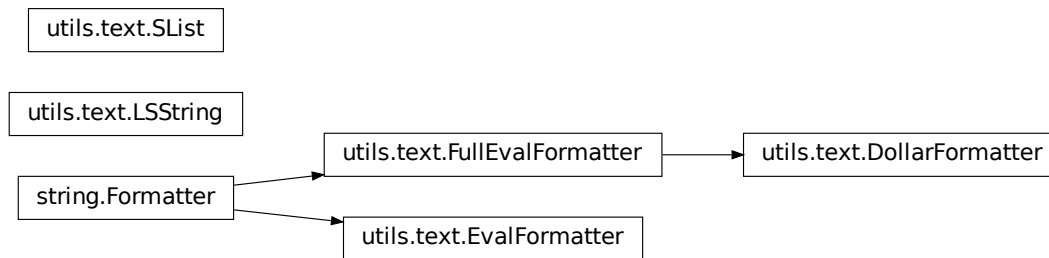 utils.text.SList
utils.text.LSString
utils.text.FullEvalFormatter
utils.text.DollarFormatter
string.Formatter
utils.text.EvalFormatter